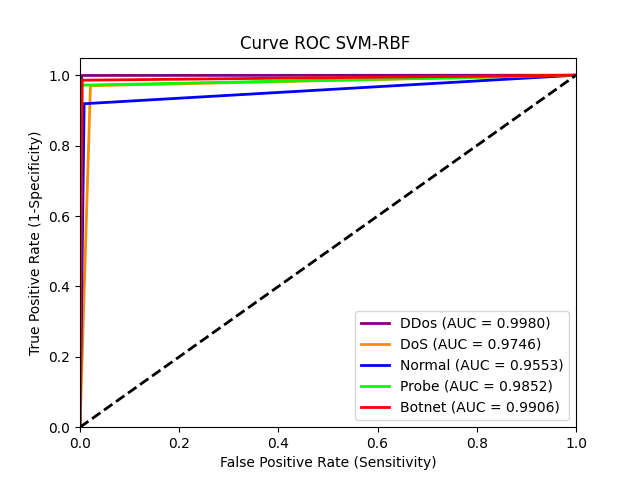 Curve ROC SVM-RBF
True Positive Rate (1-Specificity)
1.0
0.8
0.6
0.4
0.2
0.0
DDos (AUC = 0.9980)
DoS (AUC = 0.9746)
Normal (AUC = 0.9553)
Probe (AUC = 0.9852)
Botnet (AUC = 0.9906)
0.0 0.2 0.4 0.6 0.8 1.0
False Positive Rate (Sensitivity)